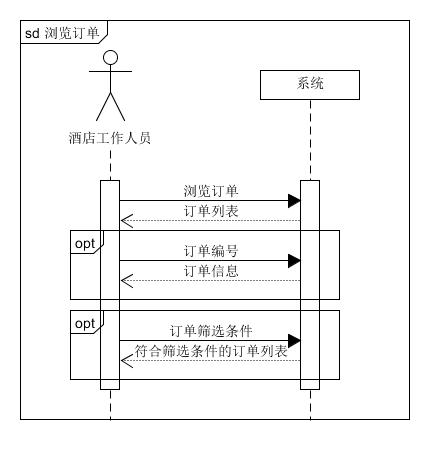 sd 浏览订单
系统
酒店工作人员
浏览订单
订单列表
opt
订单编号
订单信息
opt
订单筛选条件
符合筛选条件的订单列表